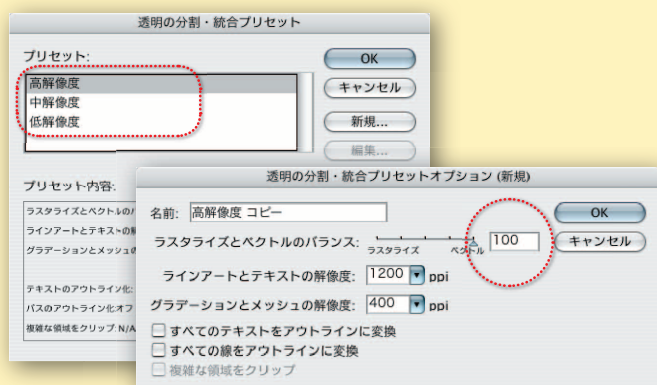 透明の分割・統合プリセット
プリセット:
高解像度
中解像度
低解像度
OK
キャンセル
新規...
編集...
プリセット内容:
ラスタライズとベクトルの
ラインアートとテキストの
グラデーションとメッシュの
テキストのアウトライン化:
パスのアウトライン化オフ
複雑な領域をクリップ N/A
透明の分割・統合プリセットオプション (新規)
名前: 高解像度 コピー
OK
ラスタライズとベクトルのバランス: 100
キャンセル
ラスタライズ ベクトル
ラインアートとテキストの解像度: 1200 ppi
グラデーションとメッシュの解像度: 400 ppi
すべてのテキストをアウトラインに変換
すべての線をアウトラインに変換
複雑な領域をクリップ